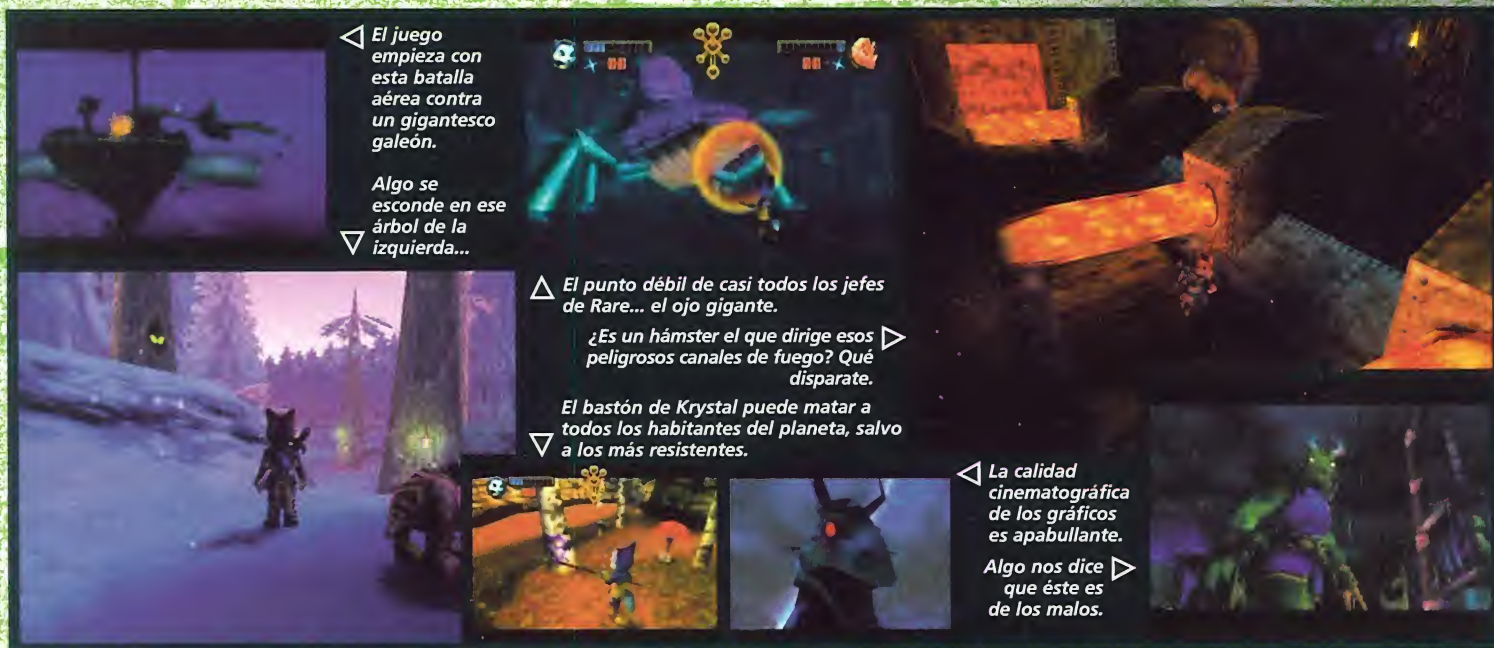 El juego
empieza con
esta batalla
aérea contra
un gigantesco
galeón.
Algo se
esconde en ese
árbol de la
izquierda...
El punto débil de casi todos los jefes
de Rare... el ojo gigante.
¿Es un hámster el que dirige esos
peligrosos canales de fuego? Qué
disparate.
El bastón de Krystal puede matar a
todos los habitantes del planeta, salvo
a los más resistentes.
La calidad
cinematográfica
de los gráficos
es apabullante.
Algo nos dice
que éste es
de los malos.